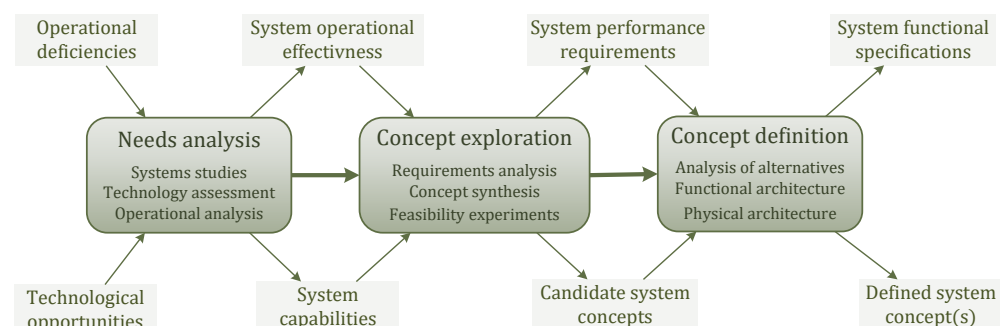 Operational
deficiencies
System operational
effectivness
System performance
requirements
System functional
specifications
Needs analysis
Systems studies
Technology assessment
Operational analysis
Concept exploration
Requirements analysis
Concept synthesis
Feasibility experiments
Concept definition
Analysis of alternatives
Functional architecture
Physical architecture
Technological
opportunities
System
capabilities
Candidate system
concepts
Defined system
concept(s)